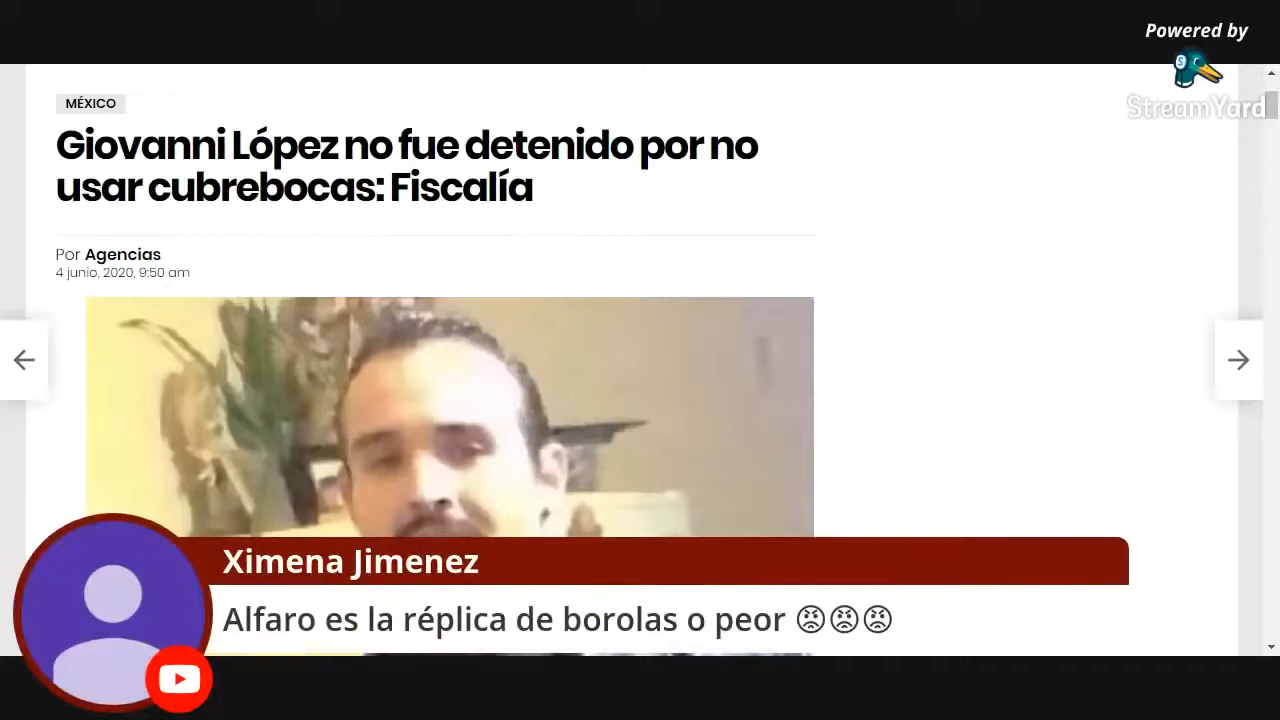 Powered by
StreamYard
MÉXICO
Giovanni López no fue detenido por no
usar cubrebocas: Fiscalía
Por Agencias
4 junio, 2020, 9:50 am
Ximena Jimenez
Alfaro es la réplica de borolas o peor 😡😡😡